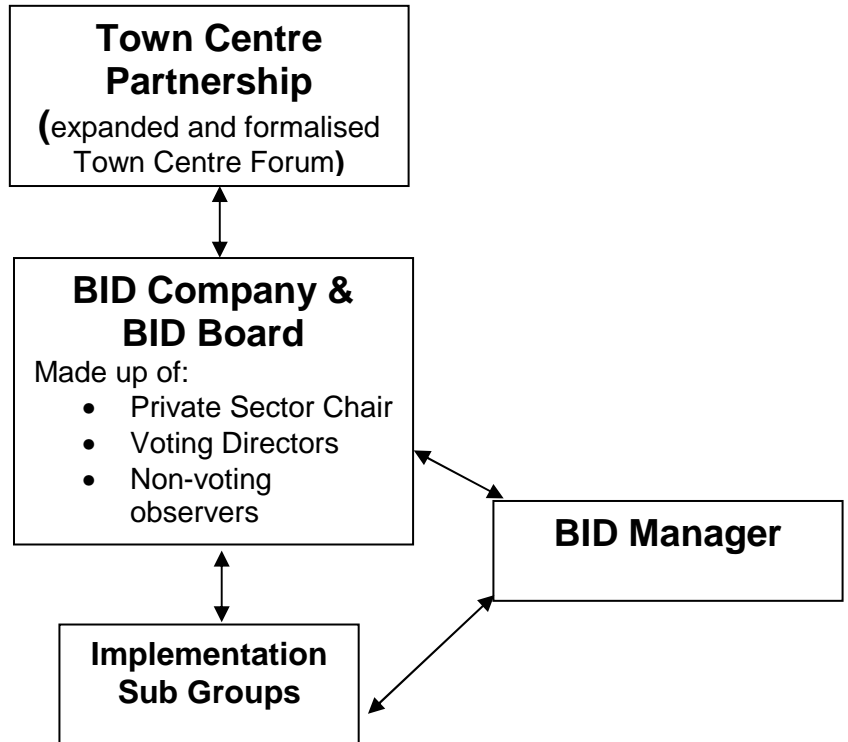 Town Centre
Partnership
(expanded and formalised
Town Centre Forum)
BID Company &
BID Board
Made up of:
• Private Sector Chair
• Voting Directors
• Non-voting
observers
BID Manager
Implementation
Sub Groups